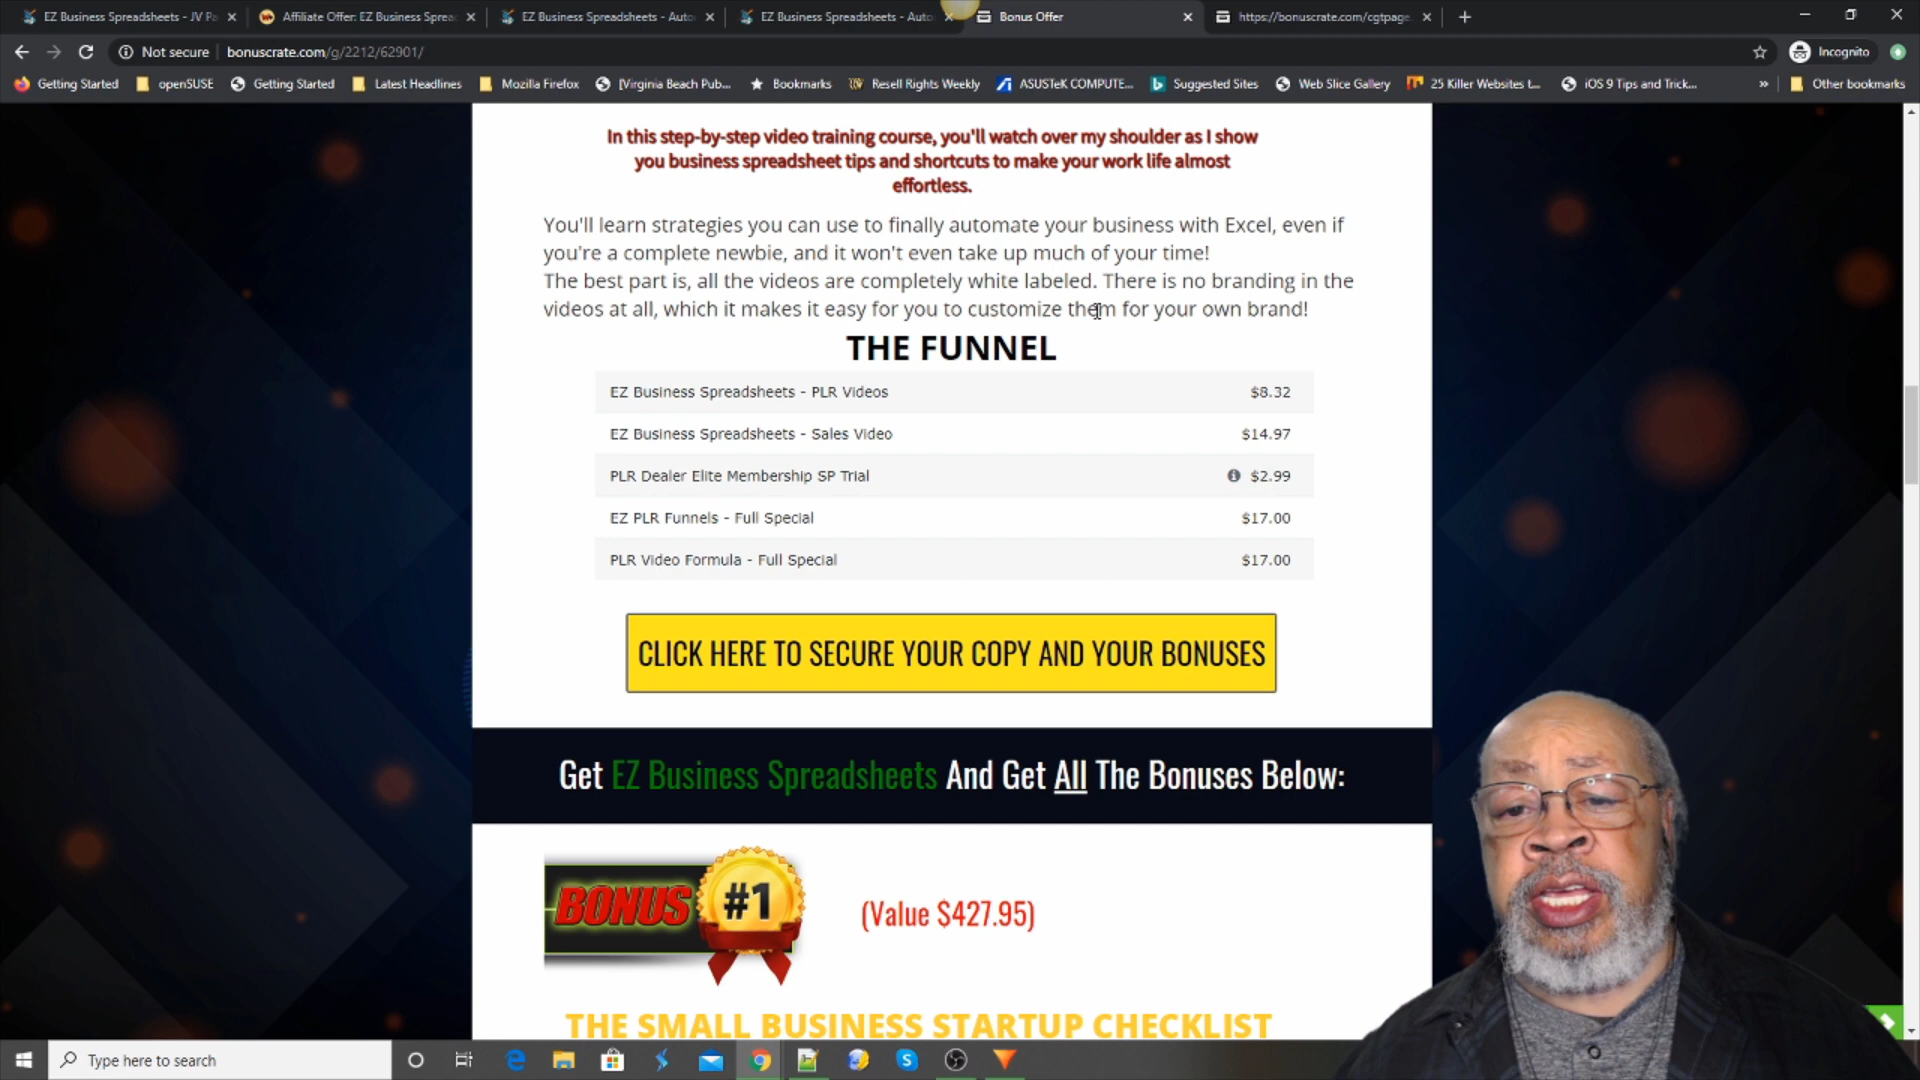 EZ Business Spreadsheets - JV Pa
Affiliate Offer: EZ Business Sprea
EZ Business Spreadsheets - Auto
EZ Business Spreadsheets - Auto
Bonus Offer
https://bonuscrate.com/cgtpage
Not secure
bonuscrate.com/g/2212/62901/
Incognito
Getting Started
openSUSE
Getting Started
Latest Headlines
Mozilla Firefox
[Virginia Beach Pub...
Bookmarks
Resell Rights Weekly
ASUSTeK COMPUTE...
Suggested Sites
Web Slice Gallery
25 Killer Websites t...
iOS 9 Tips and Trick...
»
Other bookmarks
In this step-by-step video training course, you'll watch over my shoulder as I show
you business spreadsheet tips and shortcuts to make your work life almost
effortless.
You'll learn strategies you can use to finally automate your business with Excel, even if
you're a complete newbie, and it won't even take up much of your time!
The best part is, all the videos are completely white labeled. There is no branding in the
videos at all, which it makes it easy for you to customize them for your own brand!
THE FUNNEL
EZ Business Spreadsheets - PLR Videos $8.32
EZ Business Spreadsheets - Sales Video $14.97
PLR Dealer Elite Membership SP Trial $2.99
EZ PLR Funnels - Full Special $17.00
PLR Video Formula - Full Special $17.00
CLICK HERE TO SECURE YOUR COPY AND YOUR BONUSES
Get EZ Business Spreadsheets And Get All The Bonuses Below:
BONUS #1
(Value $427.95)
THE SMALL BUSINESS STARTUP CHECKLIST
Type here to search